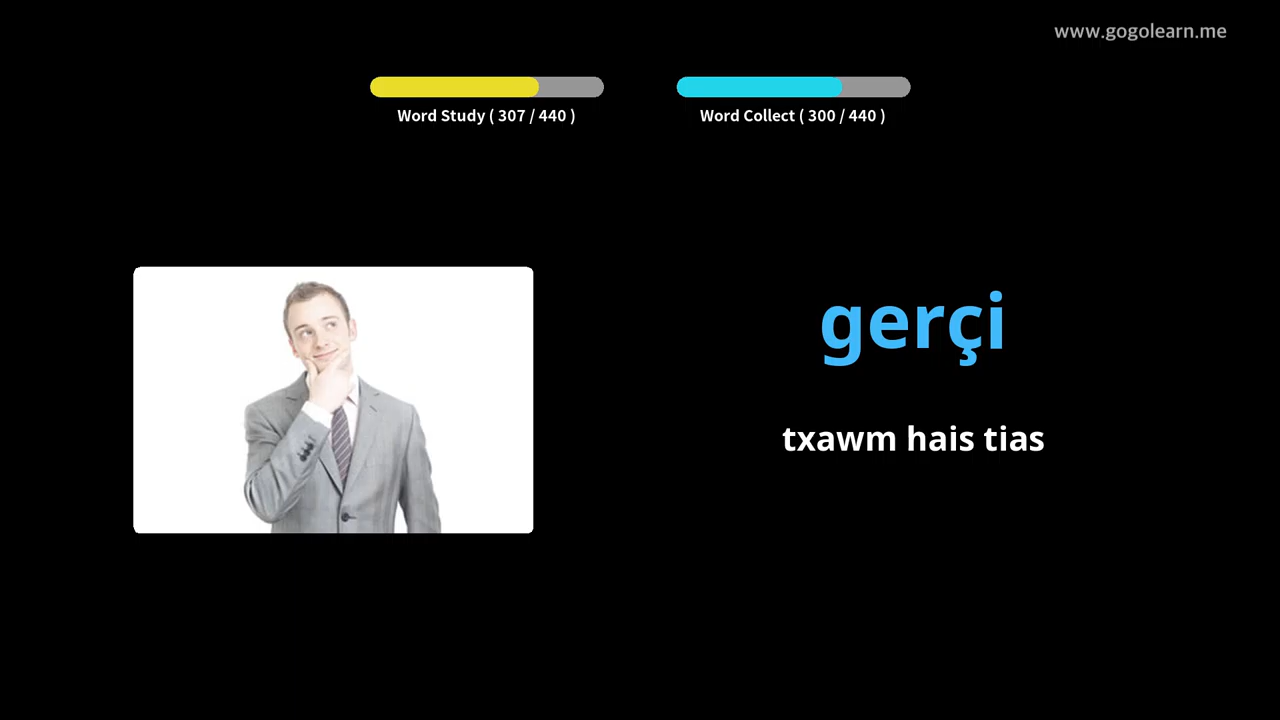 www.gogolearn.me
Word Study ( 307 / 440 )
Word Collect ( 300 / 440 )
gerçi
txawm hais tias